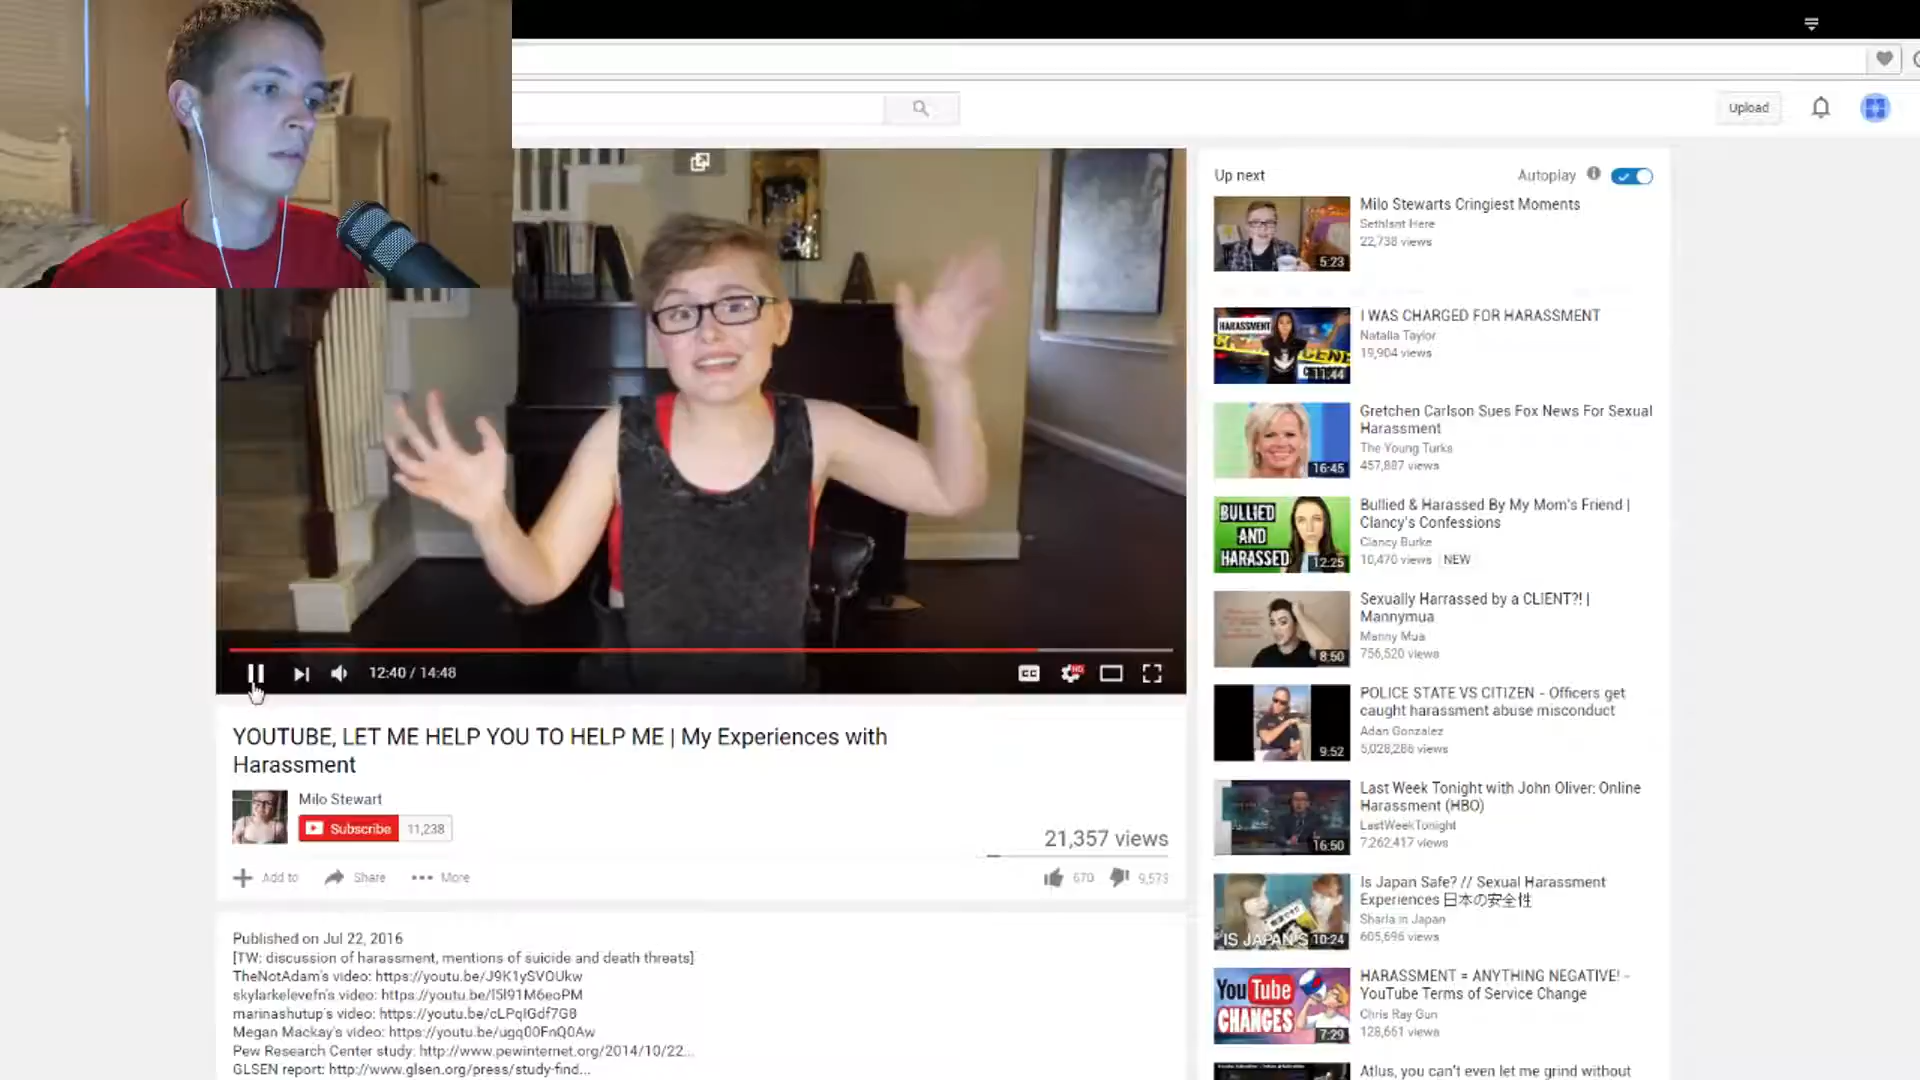 Upload
Up next
Autoplay
Milo Stewarts Cringiest Moments
SethIsnt Here
22,738 views
5:23
I WAS CHARGED FOR HARASSMENT
Natalia Taylor
19,904 views
HARASSMENT
11:44
Gretchen Carlson Sues Fox News For Sexual
Harassment
The Young Turks
457,887 views
16:45
Bullied & Harassed By My Mom's Friend |
Clancy's Confessions
Clancy Burke
10,470 views NEW
BULLIED
AND
HARASSED
12:25
Sexually Harrassed by a CLIENT?! |
Mannymua
Manny Mua
756,520 views
8:50
POLICE STATE VS CITIZEN - Officers get
caught harassment abuse misconduct
Adan Gonzalez
5,028,286 views
9:52
Last Week Tonight with John Oliver: Online
Harassment (HBO)
LastWeekTonight
7,262,417 views
16:50
Is Japan Safe? // Sexual Harassment
Experiences 日本の安全性
Sharla in Japan
605,696 views
IS JAPAN'S
10:24
HARASSMENT = ANYTHING NEGATIVE! -
YouTube Terms of Service Change
Chris Ray Gun
128,661 views
YouTube
CHANGES
7:29
Atlus, you can't even let me grind without
12:40 / 14:48
CC
HD
YOUTUBE, LET ME HELP YOU TO HELP ME | My Experiences with
Harassment
Milo Stewart
Subscribe 11,238
21,357 views
Add to Share More
670 9,573
Published on Jul 22, 2016
[TW: discussion of harassment, mentions of suicide and death threats]
TheNotAdam's video: https://youtu.be/J9K1ySVOUkw
skylarkeleven's video: https://youtu.be/l5l91M6eoPM
marinashutup's video: https://youtu.be/cLPqIGdf7G8
Megan Mackay's video: https://youtu.be/ugq00FnQ0Aw
Pew Research Center study: http://www.pewinternet.org/2014/10/22...
GLSEN report: http://www.glsen.org/press/study-find...